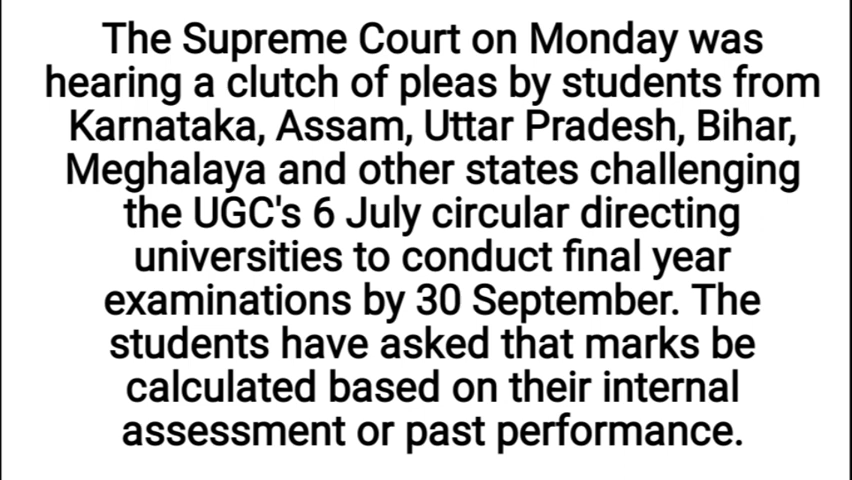 The Supreme Court on Monday was
hearing a clutch of pleas by students from
Karnataka, Assam, Uttar Pradesh, Bihar,
Meghalaya and other states challenging
the UGC's 6 July circular directing
universities to conduct final year
examinations by 30 September. The
students have asked that marks be
calculated based on their internal
assessment or past performance.